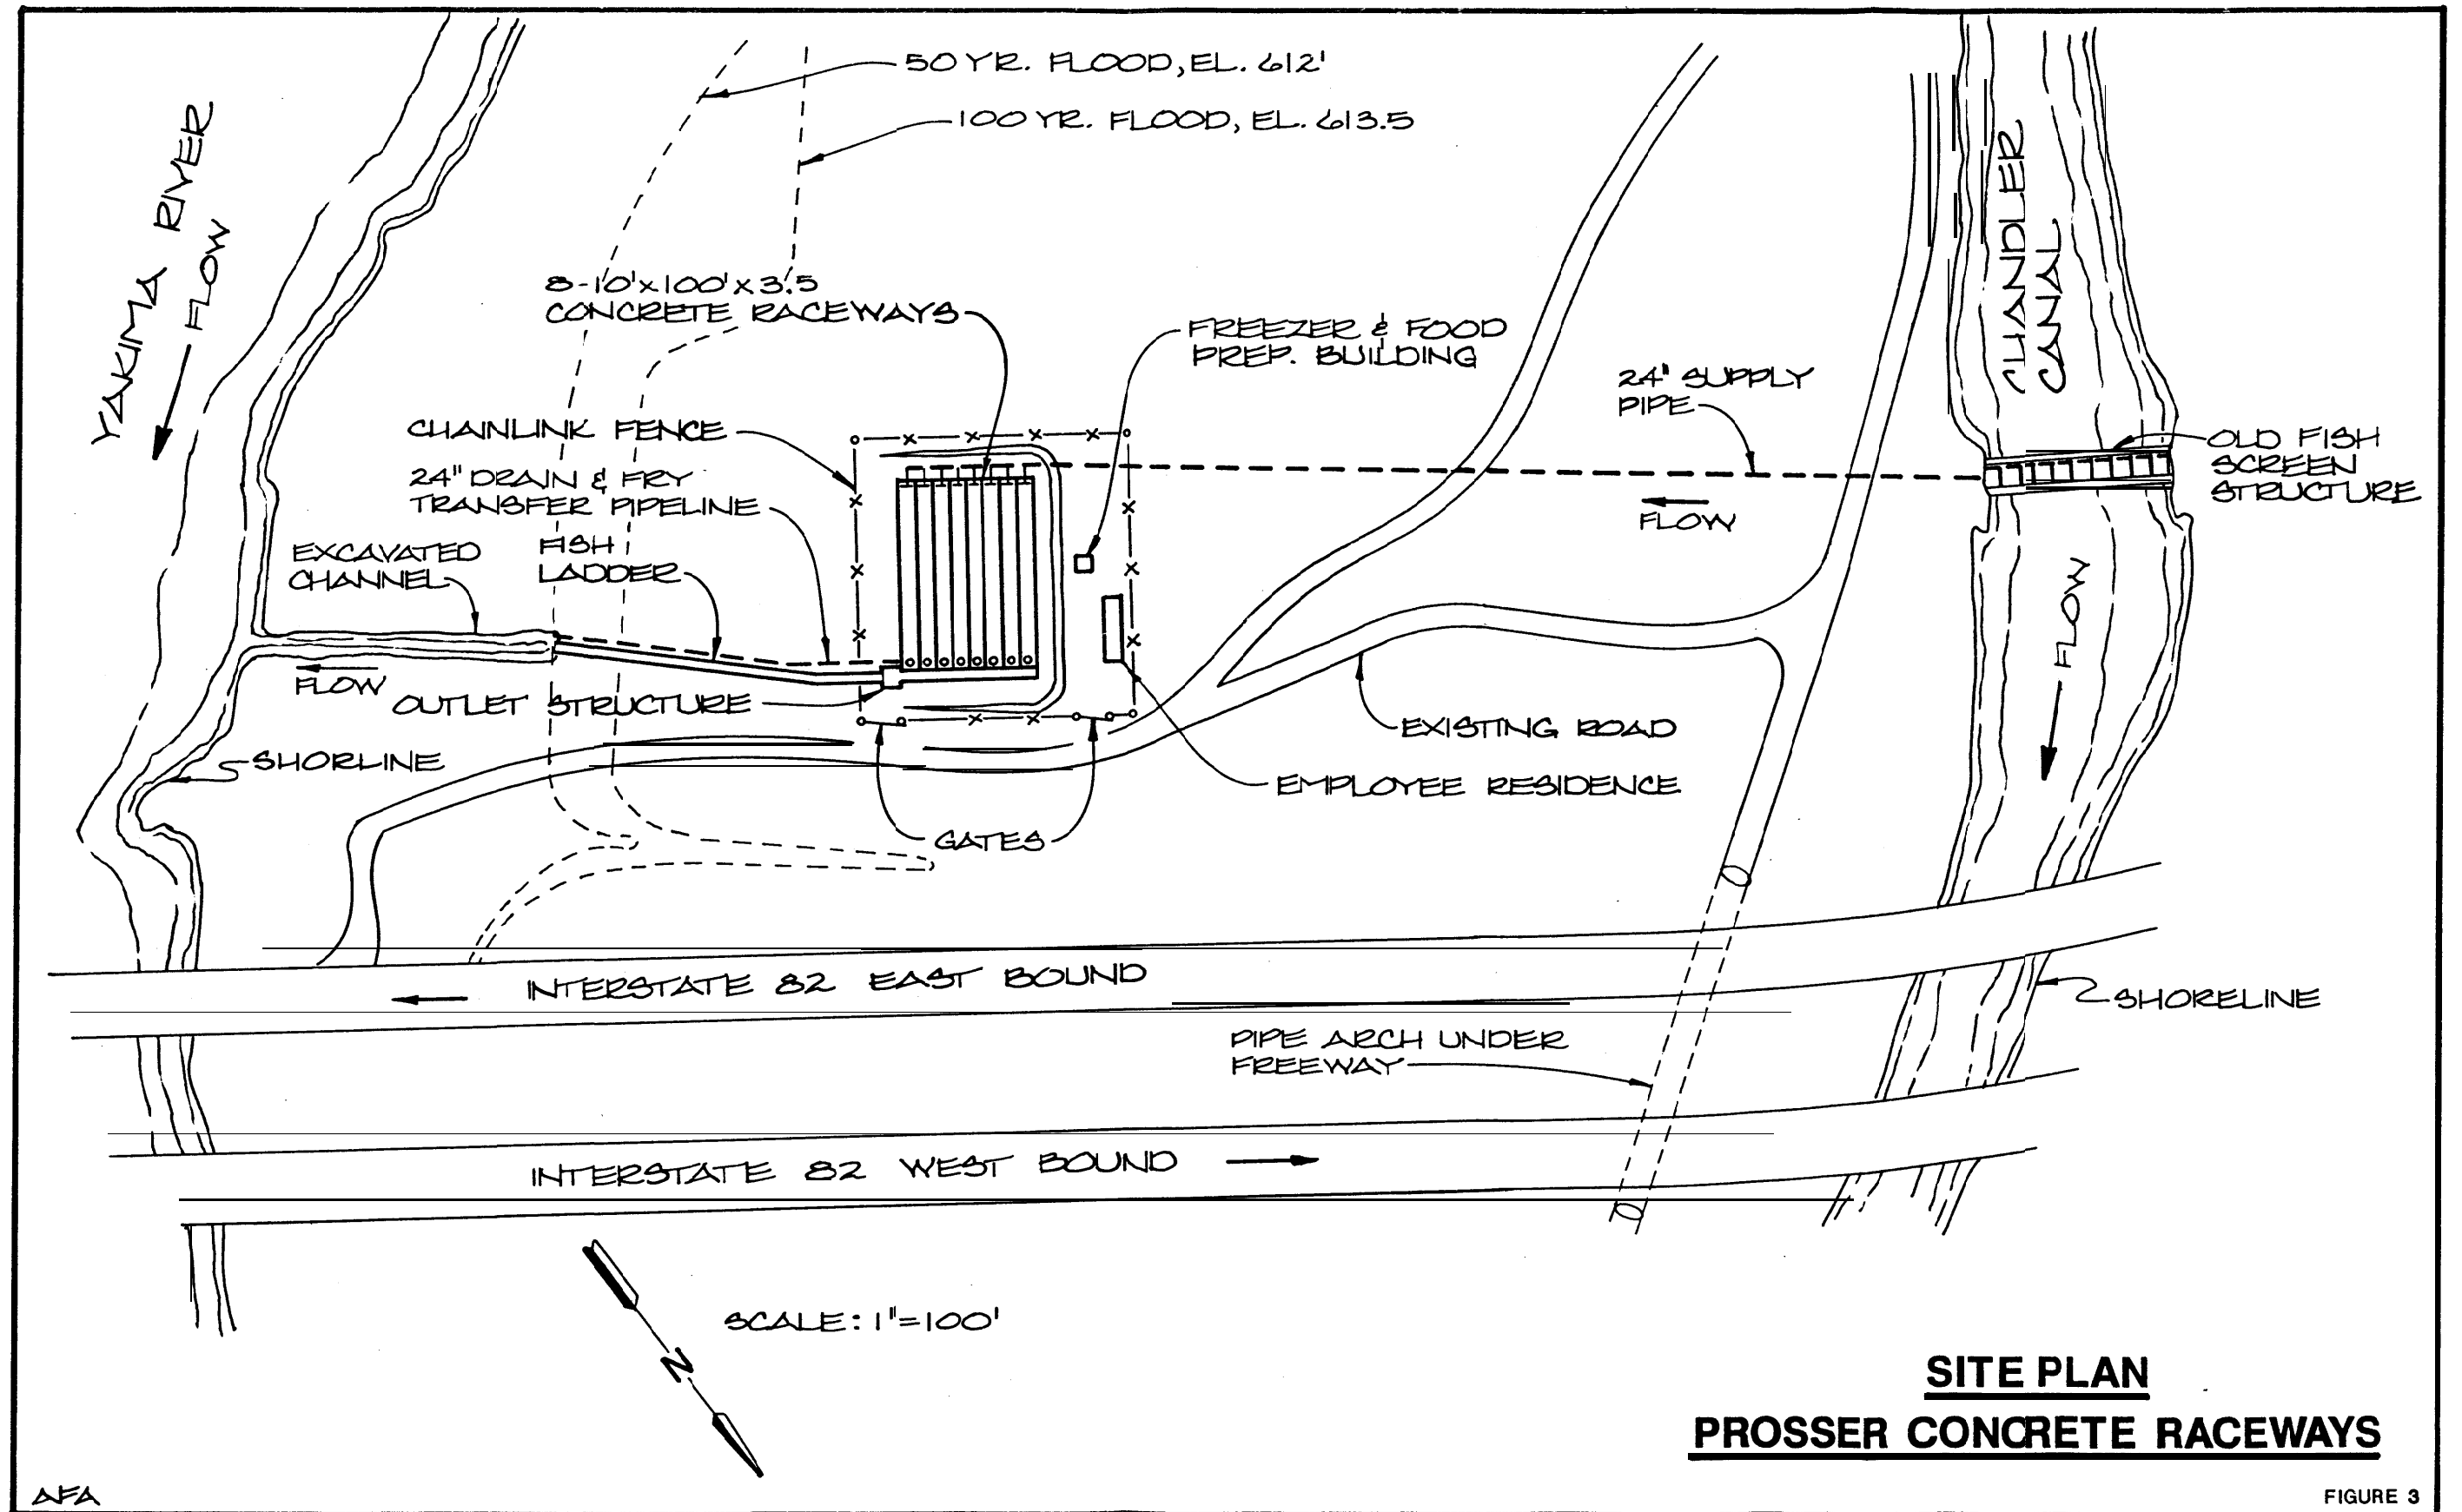 50 YR. FLOOD, EL. 612'
100 YR. FLOOD, EL. 613.5
YAKIMA RIVER
FLOW
CHANDLER
CANAL
8-10'x100'x3.5
CONCRETE RACEWAYS
FREEZER & FOOD
PREP. BUILDING
24" SUPPLY
PIPE
CHAINLINK FENCE
OLD FISH
SCREEN
STRUCTURE
24" DRAIN & FRY
TRANSFER PIPELINE
FLOW
EXCAVATED
CHANNEL
FISH
LADDER
FLOW
FLOW
OUTLET STRUCTURE
EXISTING ROAD
SHORLINE
EMPLOYEE RESIDENCE
GATES
INTERSTATE 82 EAST BOUND
SHORELINE
PIPE ARCH UNDER
FREEWAY
INTERSTATE 82 WEST BOUND
SCALE: 1"=100'
N
SITE PLAN
PROSSER CONCRETE RACEWAYS
AFA
FIGURE 3